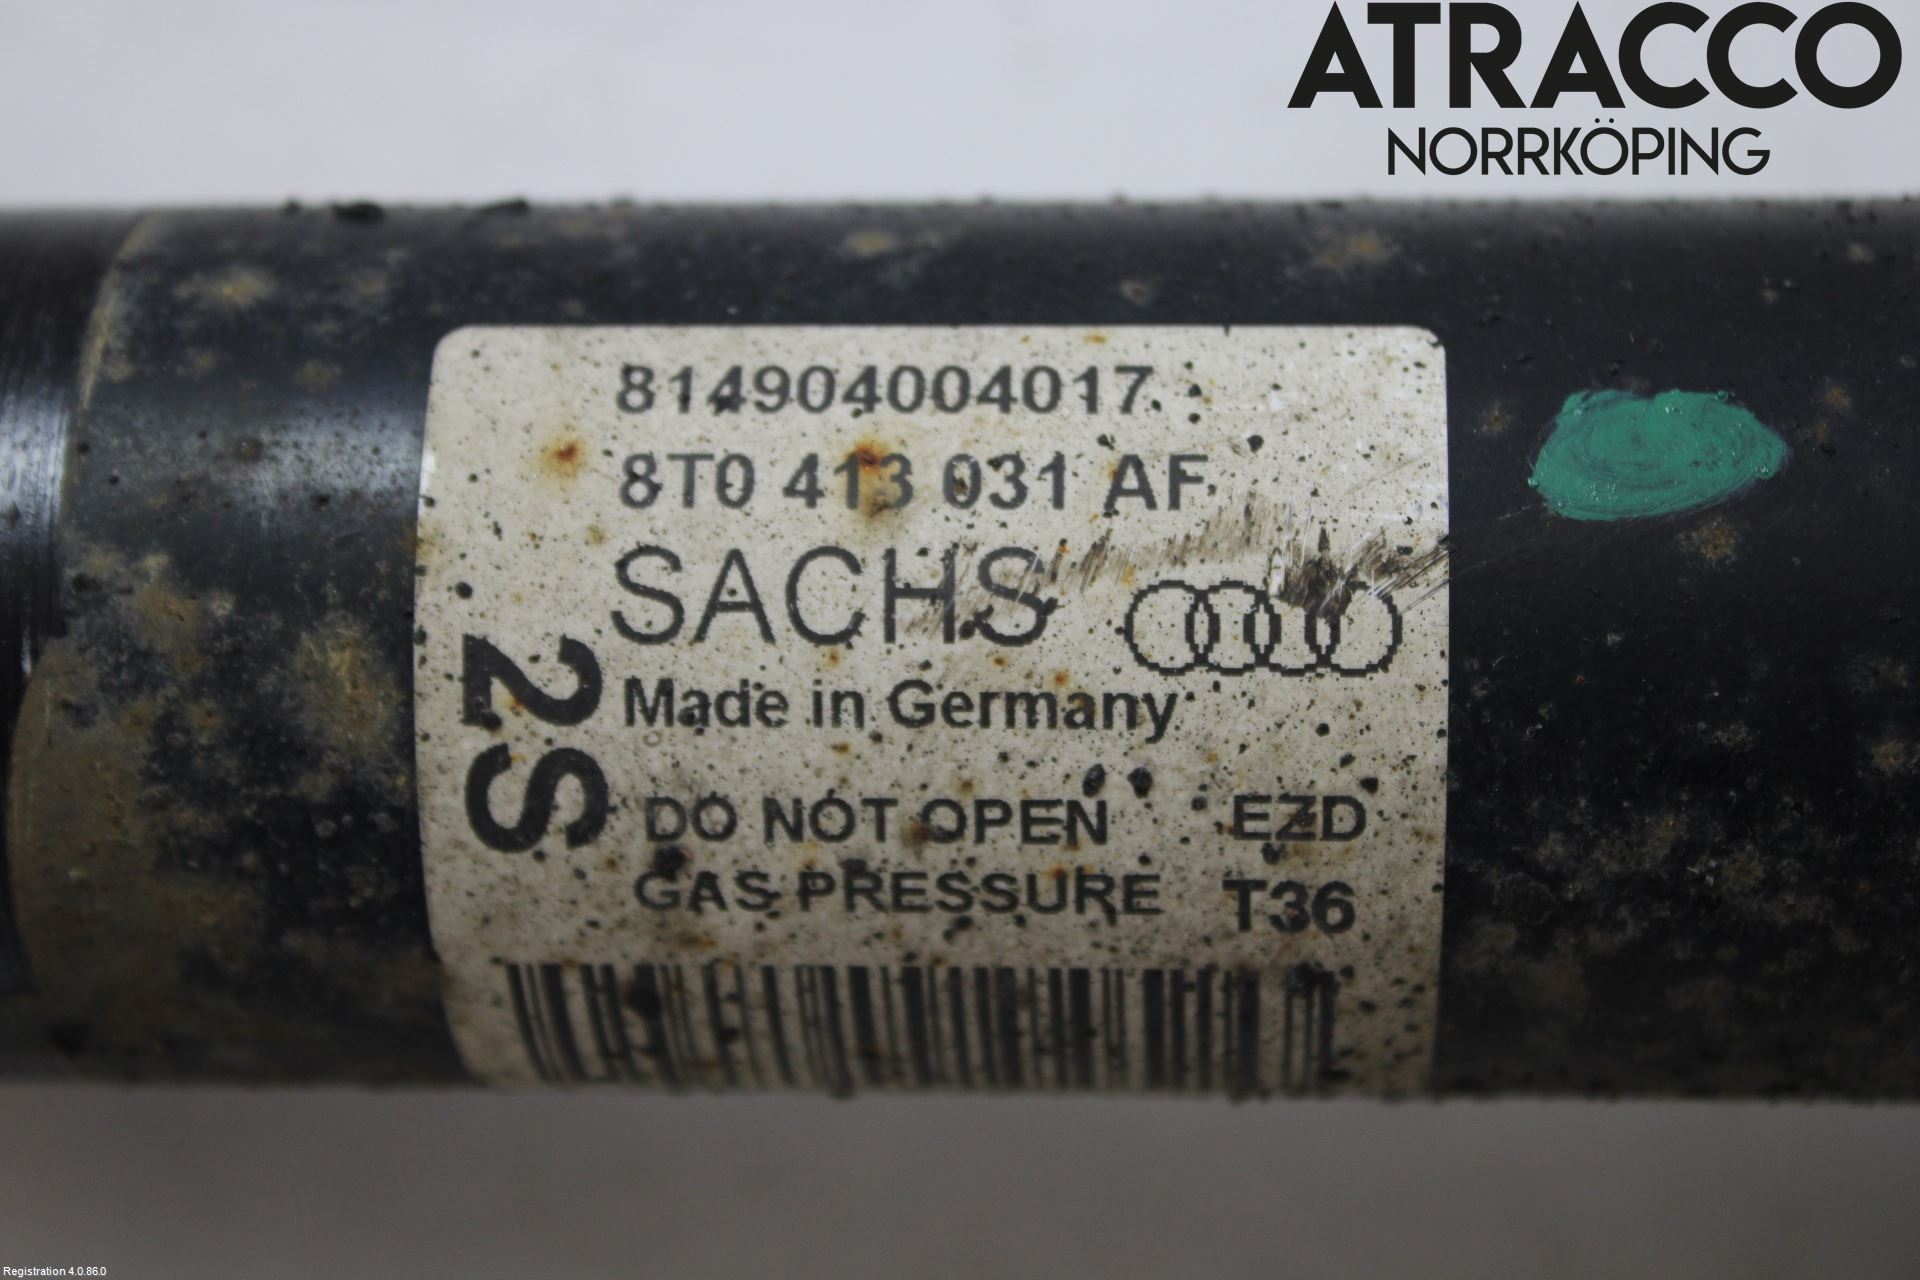 ATRACCO
NORRKÖPING
814904004017
8T0 413 031 AF
SACHS
2S
Made in Germany
DO NOT OPEN EZD
GAS PRESSURE T36
Registration 4.0.86.0